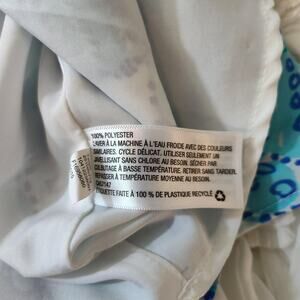 100% POLYESTER
LAVER À LA MACHINE À L'EAU FROIDE AVEC DES COULEURS
SIMILAIRES. CYCLE DÉLICAT. UTILISER SEULEMENT UN
JAVELLISANT SANS CHLORE AU BESOIN. SÉCHER PAR
CULBUTAGE À BASSE TEMPÉRATURE. RETIRER SANS TARDER.
REPASSER À TEMPÉRATURE MOYENNE AU BESOIN.
ÉTIQUETTE FAITE À 100 % DE PLASTIQUE RECYCLÉ